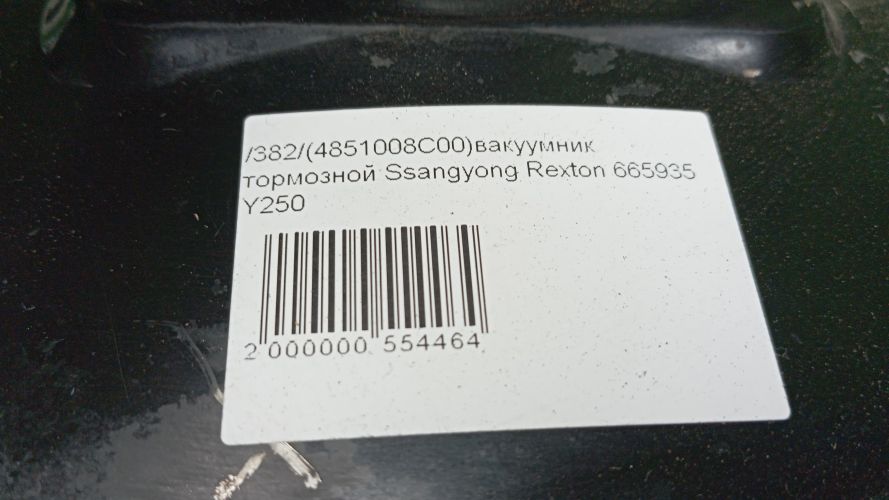 /382/(4851008C00)вакуумник
тормозной Ssangyong Rexton 665935
Y250
2 000000 554464